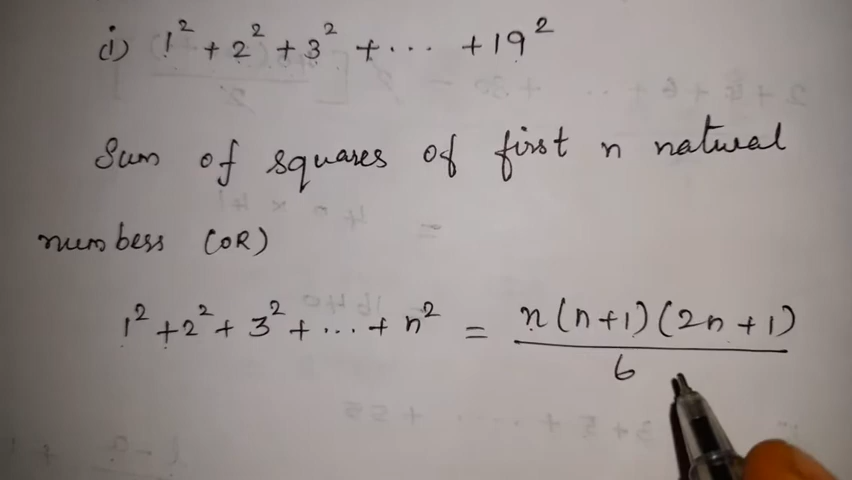 (i) 1² + 2² + 3² + ... + 19²
Sum of squares of first n natural
numbers (OR)
1² + 2² + 3² + ... + n² = n(n+1)(2n+1) / 6